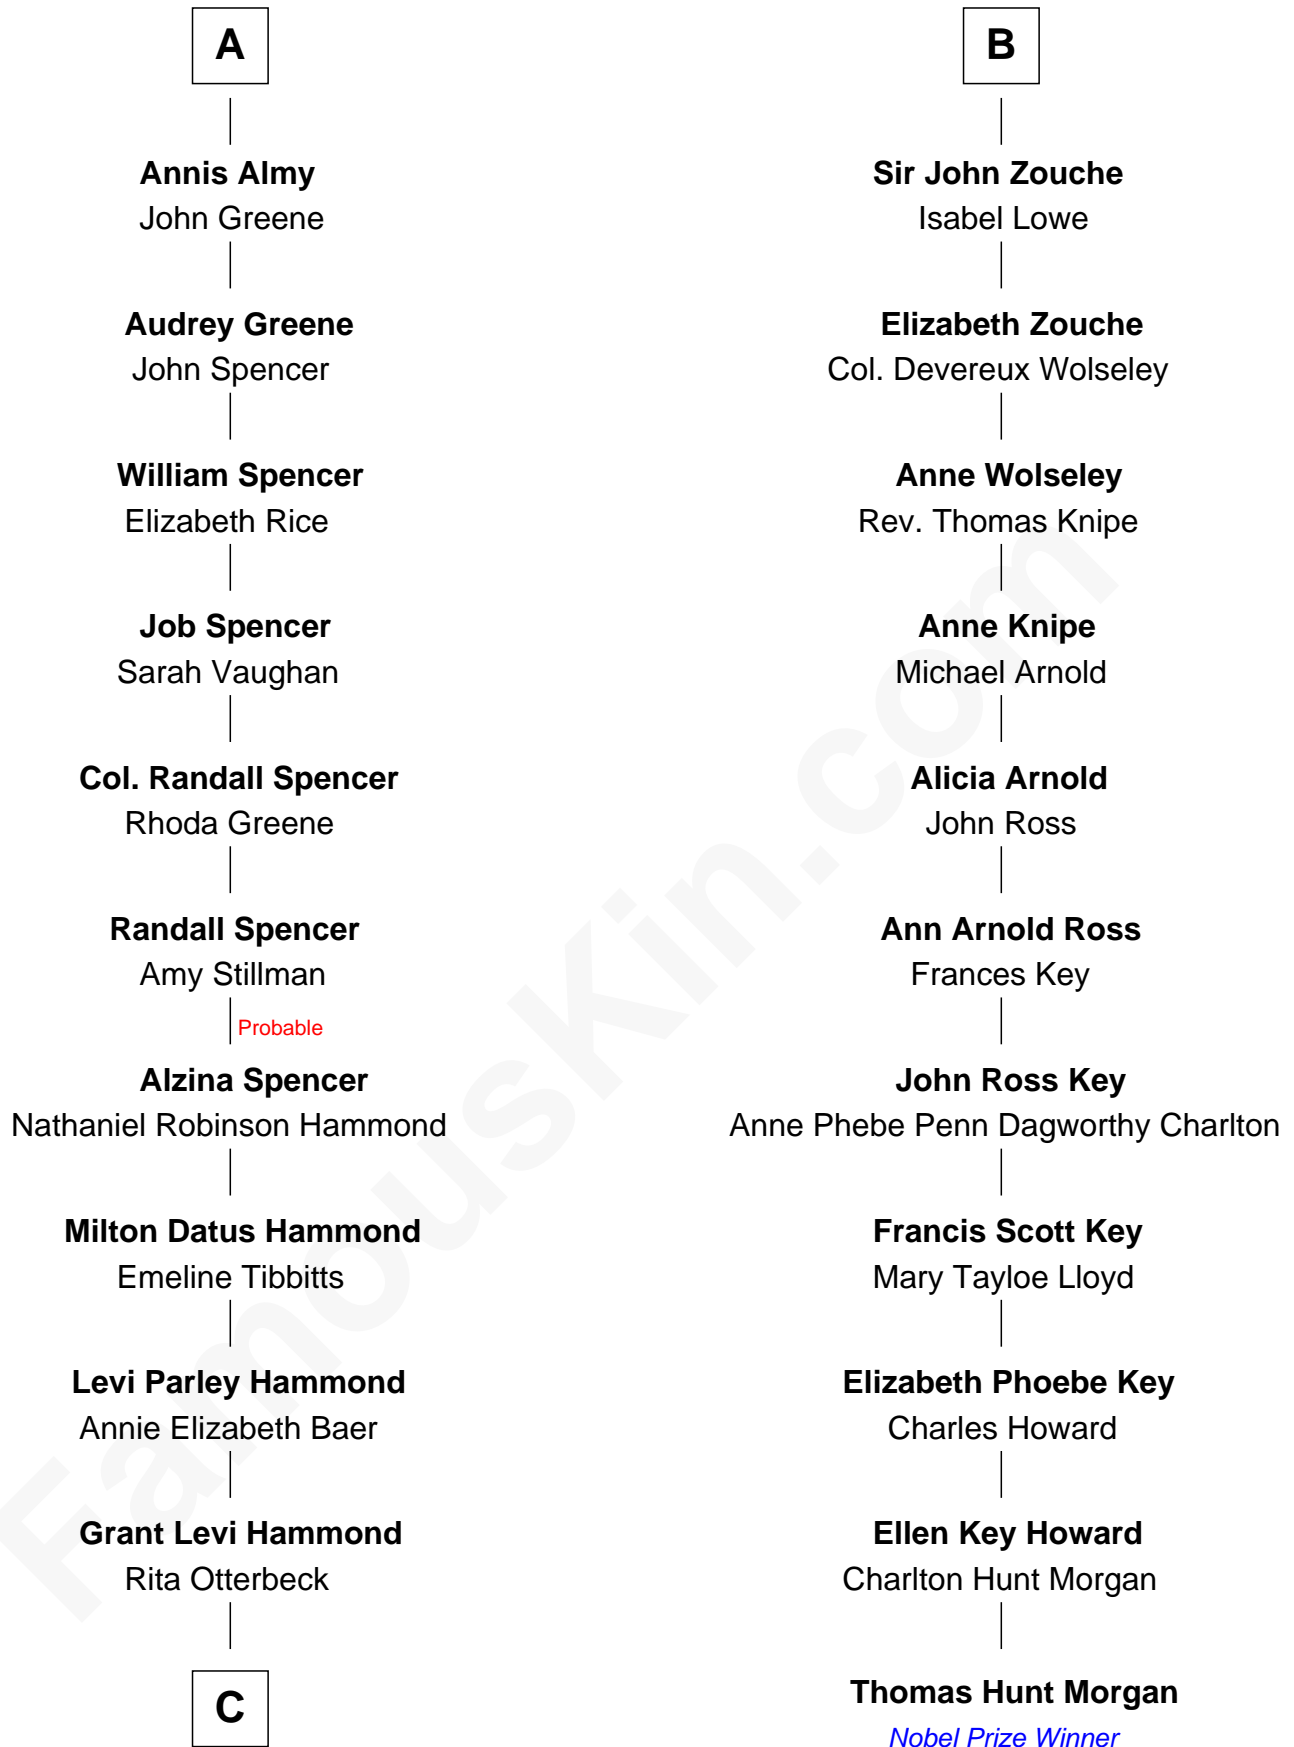 A
Annis Almy
John Greene
Audrey Greene
John Spencer
William Spencer
Elizabeth Rice
Job Spencer
Sarah Vaughan
Col. Randall Spencer
Rhoda Greene
Randall Spencer
Amy Stillman
Probable
Alzina Spencer
Nathaniel Robinson Hammond
Milton Datus Hammond
Emeline Tibbitts
Levi Parley Hammond
Annie Elizabeth Baer
Grant Levi Hammond
Rita Otterbeck
C
B
Sir John Zouche
Isabel Lowe
Elizabeth Zouche
Col. Devereux Wolseley
Anne Wolseley
Rev. Thomas Knipe
Anne Knipe
Michael Arnold
Alicia Arnold
John Ross
Ann Arnold Ross
Frances Key
John Ross Key
Anne Phebe Penn Dagworthy Charlton
Francis Scott Key
Mary Tayloe Lloyd
Elizabeth Phoebe Key
Charles Howard
Ellen Key Howard
Charlton Hunt Morgan
Thomas Hunt Morgan
Nobel Prize Winner
FamousKin.com